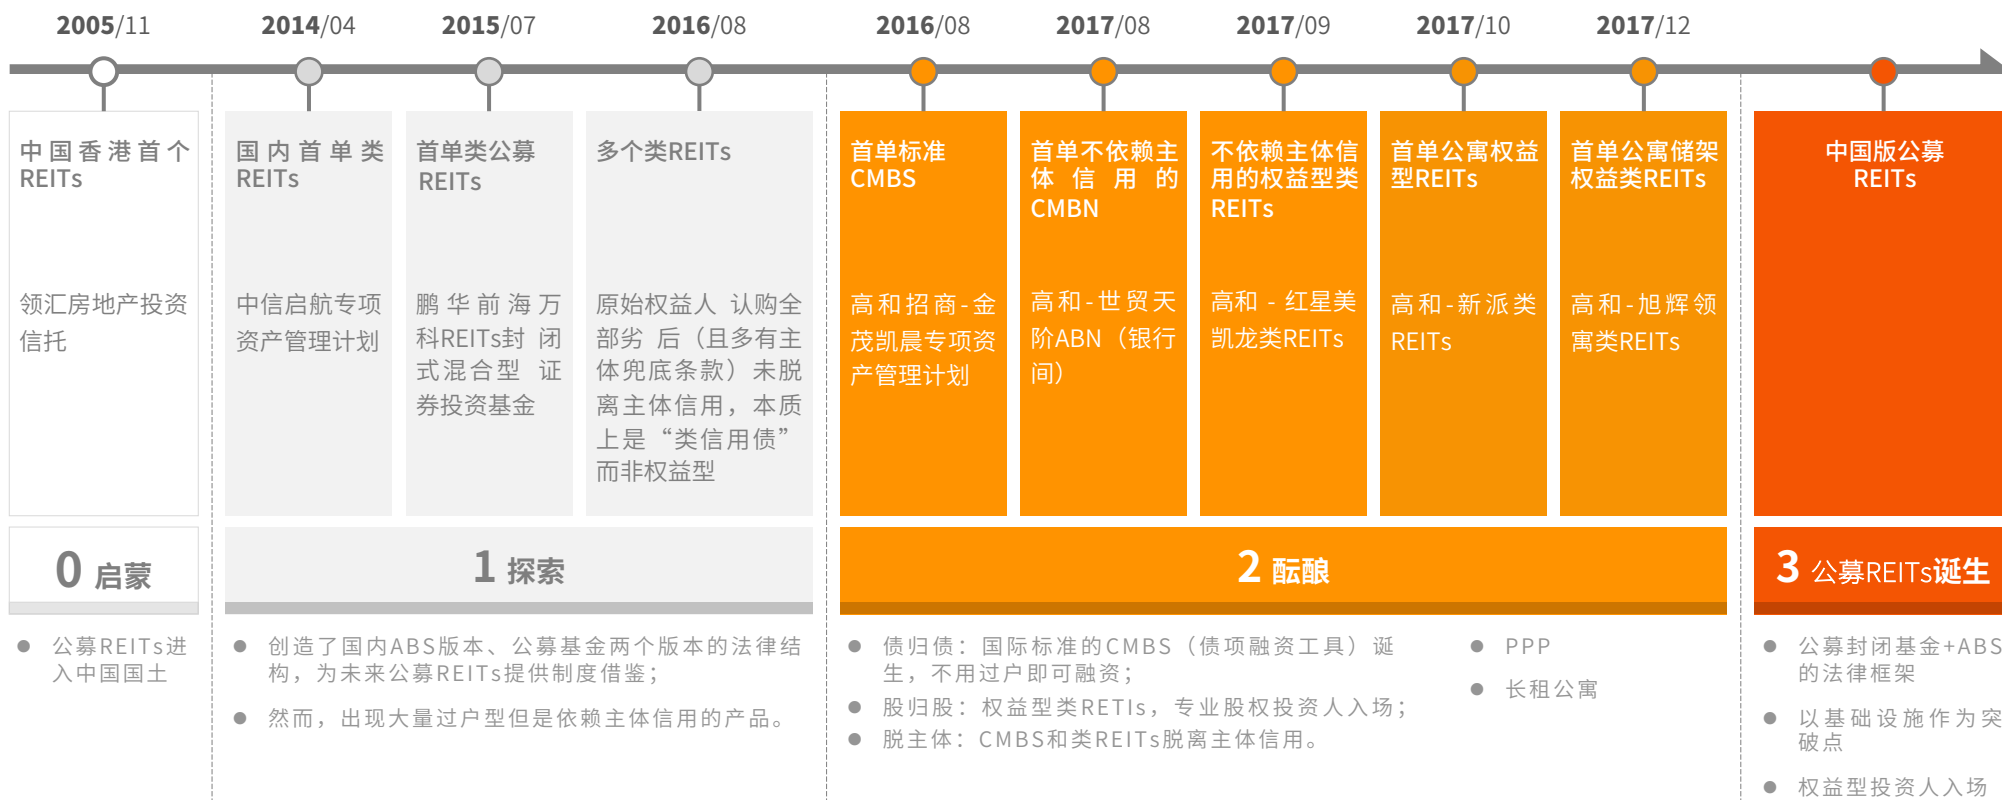 2005/11
2014/04
2015/07
2016/08
2016/08
2017/08
2017/09
2017/10
2017/12
中国香港首个
REITs
领汇房地产投资
信托
国内首单类
REITs
中信启航专项
资产管理计划
首单类公募
REITs
鹏华前海万
科REITs封 闭
式混合型 证
券投资基金
多个类REITs
原始权益人 认购全
部劣 后（且多有主
体兜底条款）未脱
离主体信用，本质
上是“类信用债”
而非权益型
首单标准
CMBS
高和招商-金
茂凯晨专项资
产管理计划
首单不依赖主
体信用的
CMBN
高和-世贸天
阶ABN（银行
间）
不依赖主体信
用的权益型类
REITs
高和 - 红星美
凯龙类REITs
首单公寓权益
型REITs
高和-新派类
REITs
首单公寓储架
权益类REITs
高和-旭辉领
寓类REITs
中国版公募
REITs
0 启蒙
1 探索
2 酝酿
3 公募REITs诞生
● 公募REITs进
入中国国土
● 创造了国内ABS版本、公募基金两个版本的法律结
构，为未来公募REITs提供制度借鉴；
● 然而，出现大量过户型但是依赖主体信用的产品。
● 债归债：国际标准的CMBS（债项融资工具）诞
生，不用过户即可融资；
● 股归股：权益型类RETIs，专业股权投资人入场；
● 脱主体：CMBS和类REITs脱离主体信用。
● PPP
● 长租公寓
● 公募封闭基金+ABS
的法律框架
● 以基础设施作为突
破点
● 权益型投资人入场